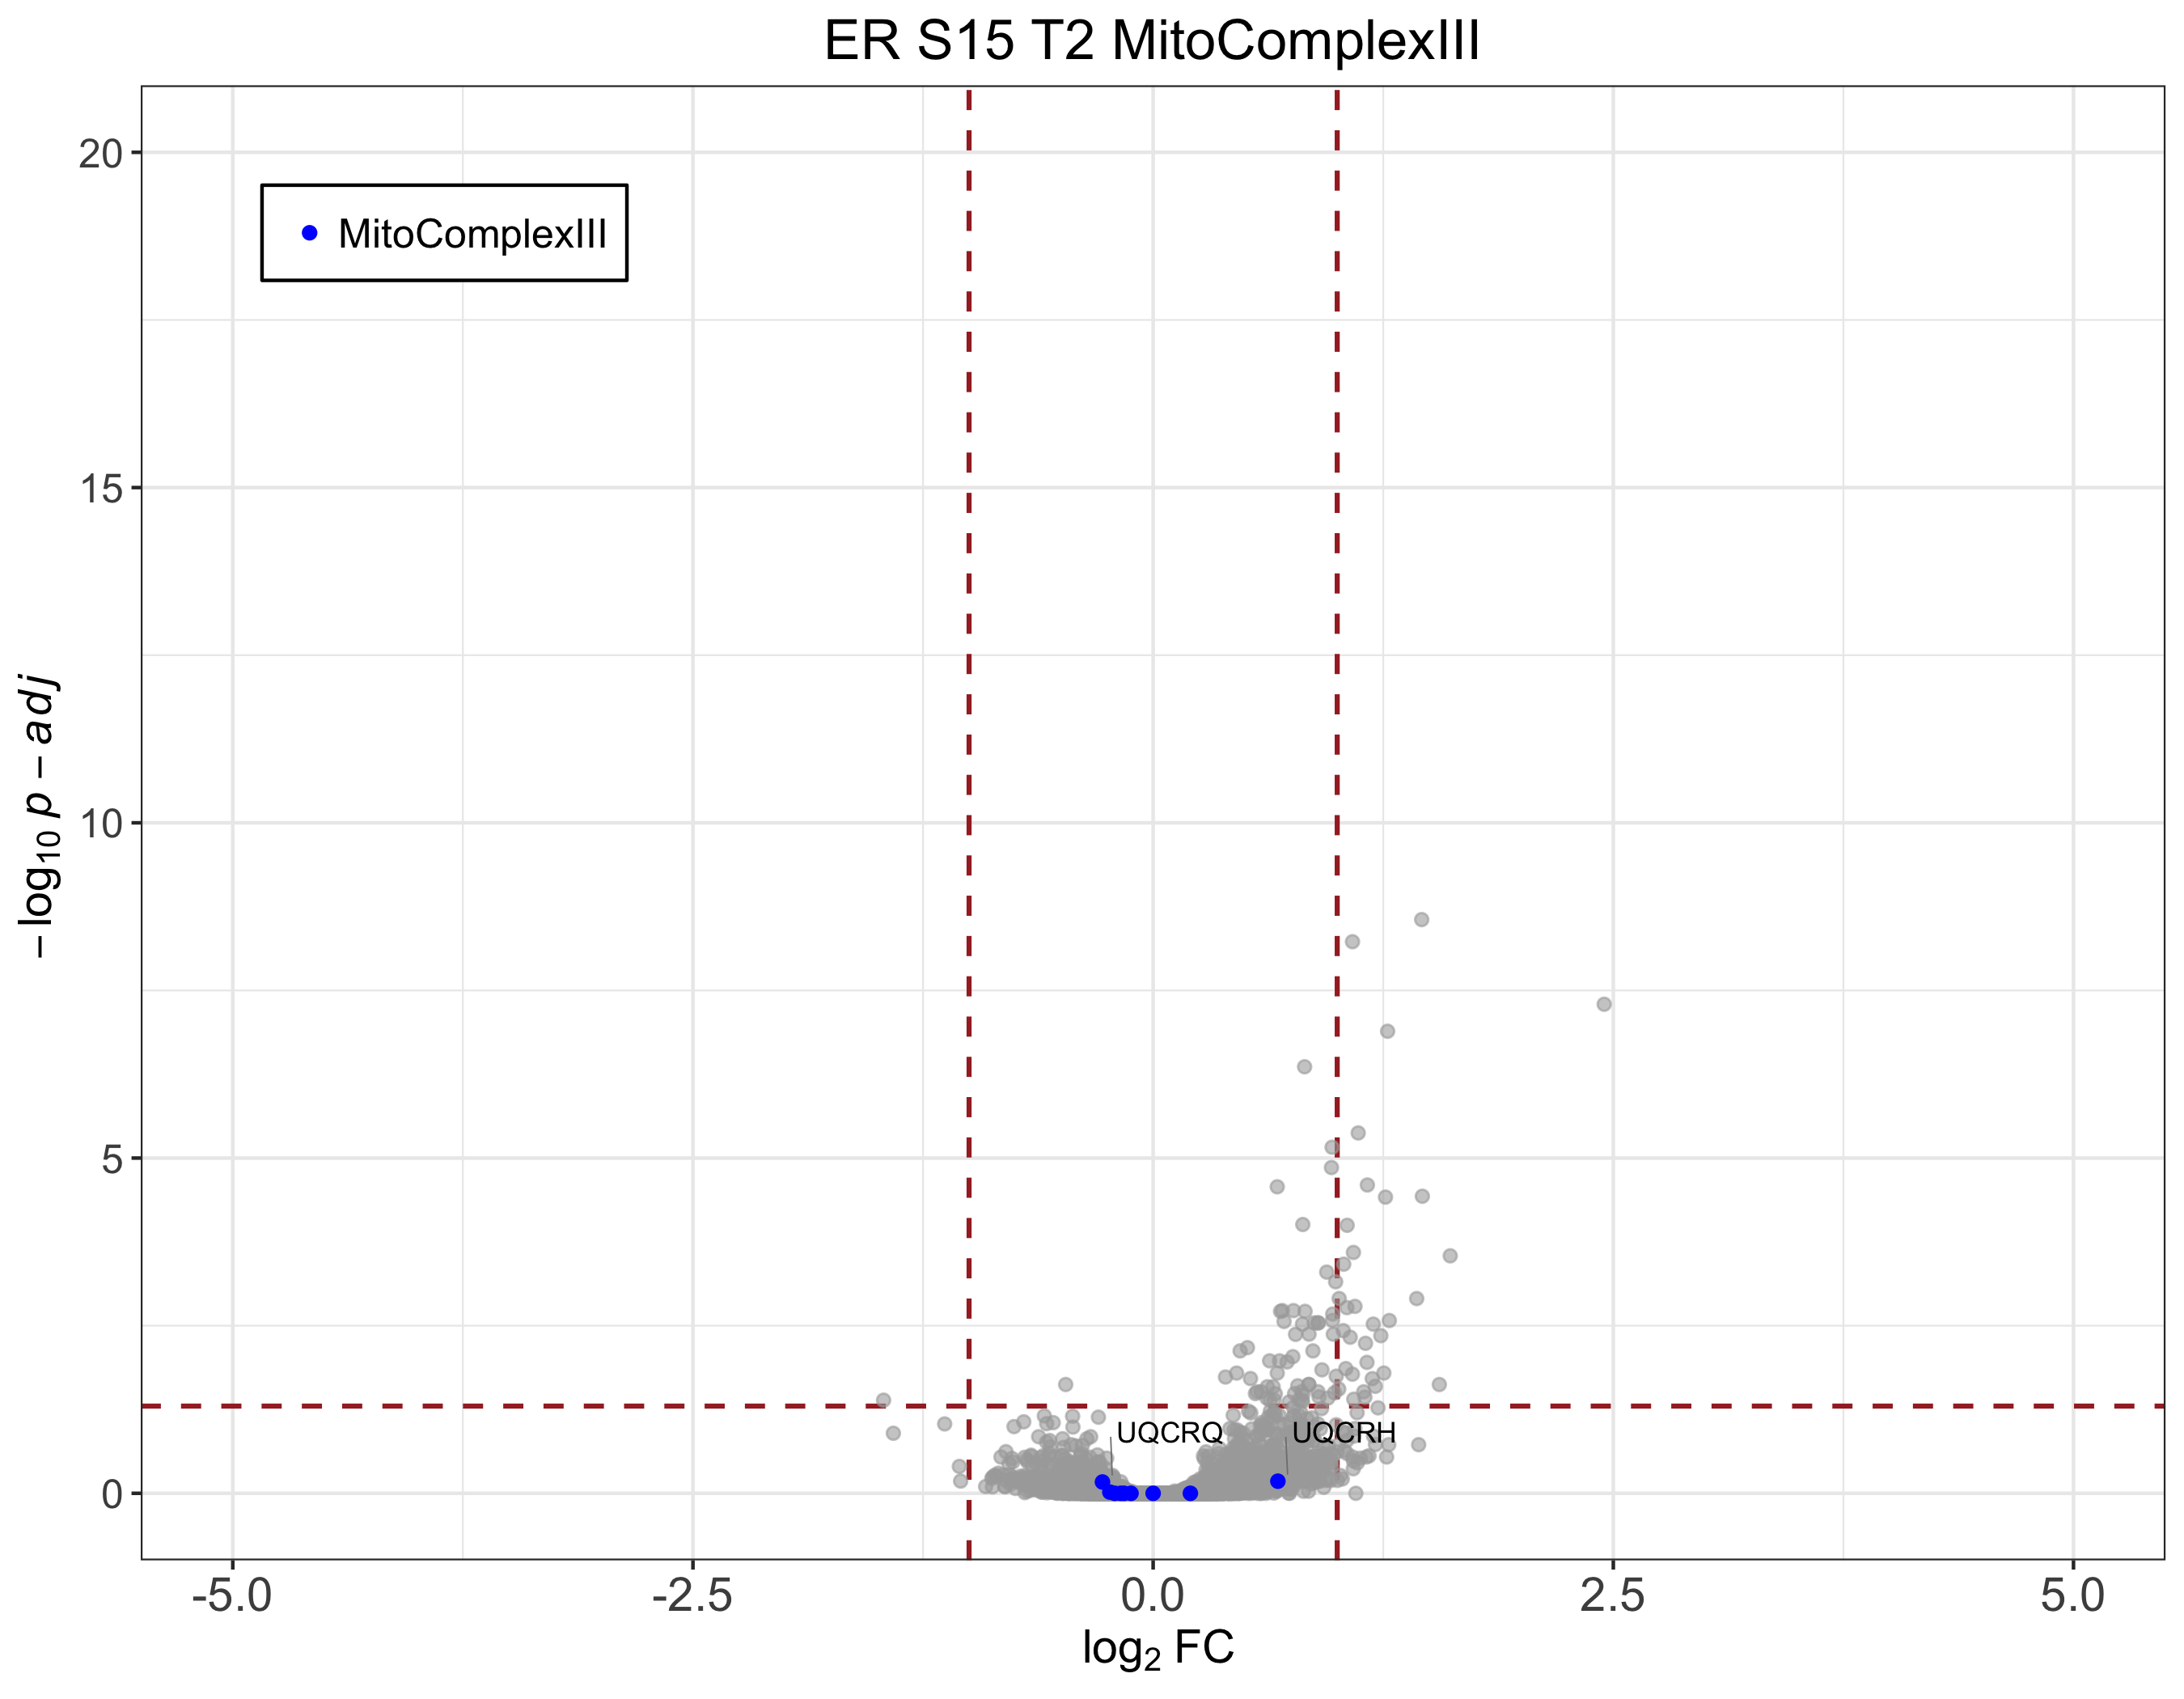 ER S15 T2 MitoComplexIII
MitoComplexIII
20
15
10
5
0
−log10 p − adj
UQCRQ
UQCRH
-5.0
-2.5
0.0
2.5
5.0
log2 FC